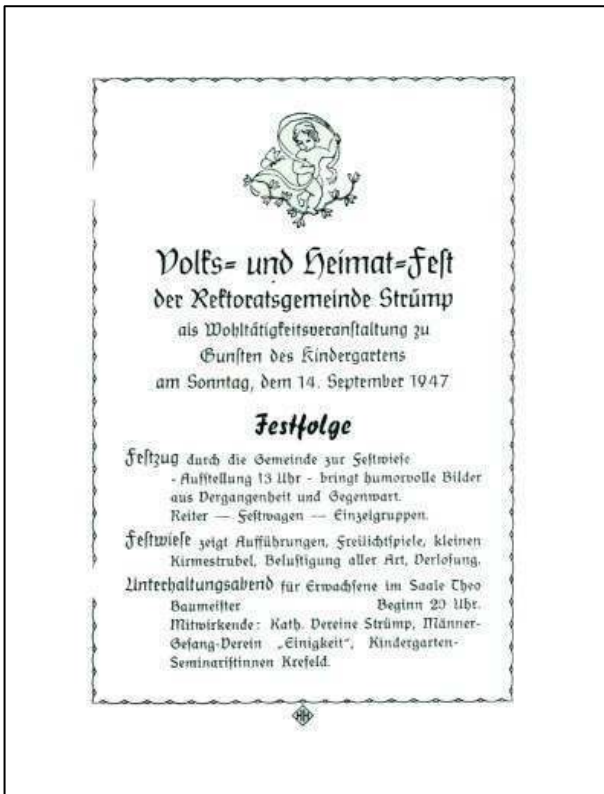 Volks- und Heimat-Fest
der Rektoratsgemeinde Strümp
als Wohltätigkeitsveranstaltung zu
Gunsten des Kindergartens
am Sonntag, dem 14. September 1947
Festfolge
Festzug durch die Gemeinde zur Festwiese
- Aufstellung 13 Uhr - bringt humorvolle Bilder
aus Vergangenheit und Gegenwart.
Reiter — Festwagen — Einzelgruppen.
Festwiese zeigt Aufführungen, Freilichtspiele, kleinen
Kirmestrubel, Belustigung aller Art, Verlosung.
Unterhaltungsabend für Erwachsene im Saale Theo
Baumeister Beginn 20 Uhr.
Mitwirkende: Kath. Vereine Strümp, Männer-
Gesang-Verein „Einigkeit“, Kindergarten-
Seminaristinnen Krefeld.
HH